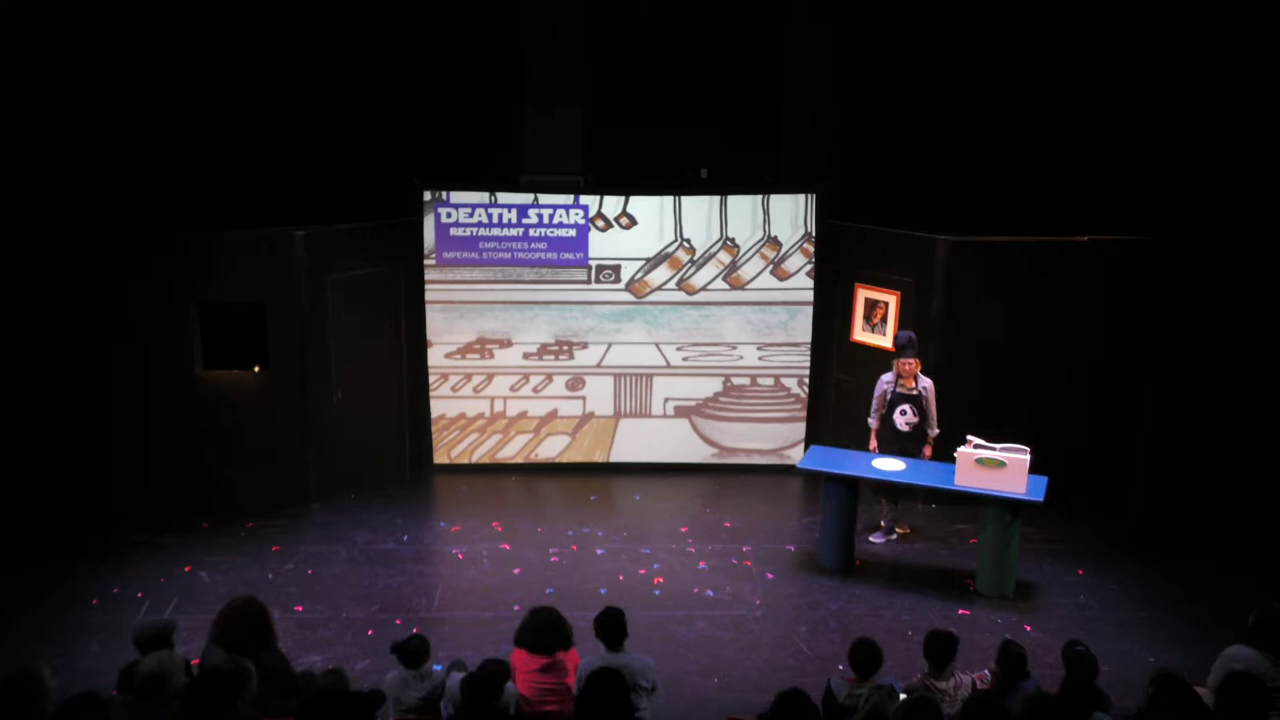 DEATH STAR
RESTAURANT KITCHEN
EMPLOYEES AND
IMPERIAL STORM TROOPERS ONLY!